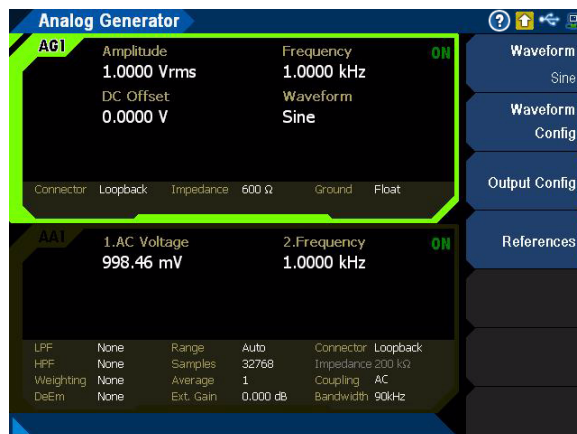 Analog Generator
AG1
Amplitude Frequency ON
1.0000 Vrms 1.0000 kHz
DC Offset Waveform
0.0000 V Sine
Connector Loopback Impedance 600 Ω Ground Float
AA1
1.AC Voltage 2.Frequency ON
998.46 mV 1.0000 kHz
LPF None Range Auto Connector Loopback
HPF None Samples 32768 Impedance 200 kΩ
Weighting None Average 1 Coupling AC
DeEm None Ext. Gain 0.000 dB Bandwidth 90kHz
Waveform
Sine
Waveform
Config
Output Config
References